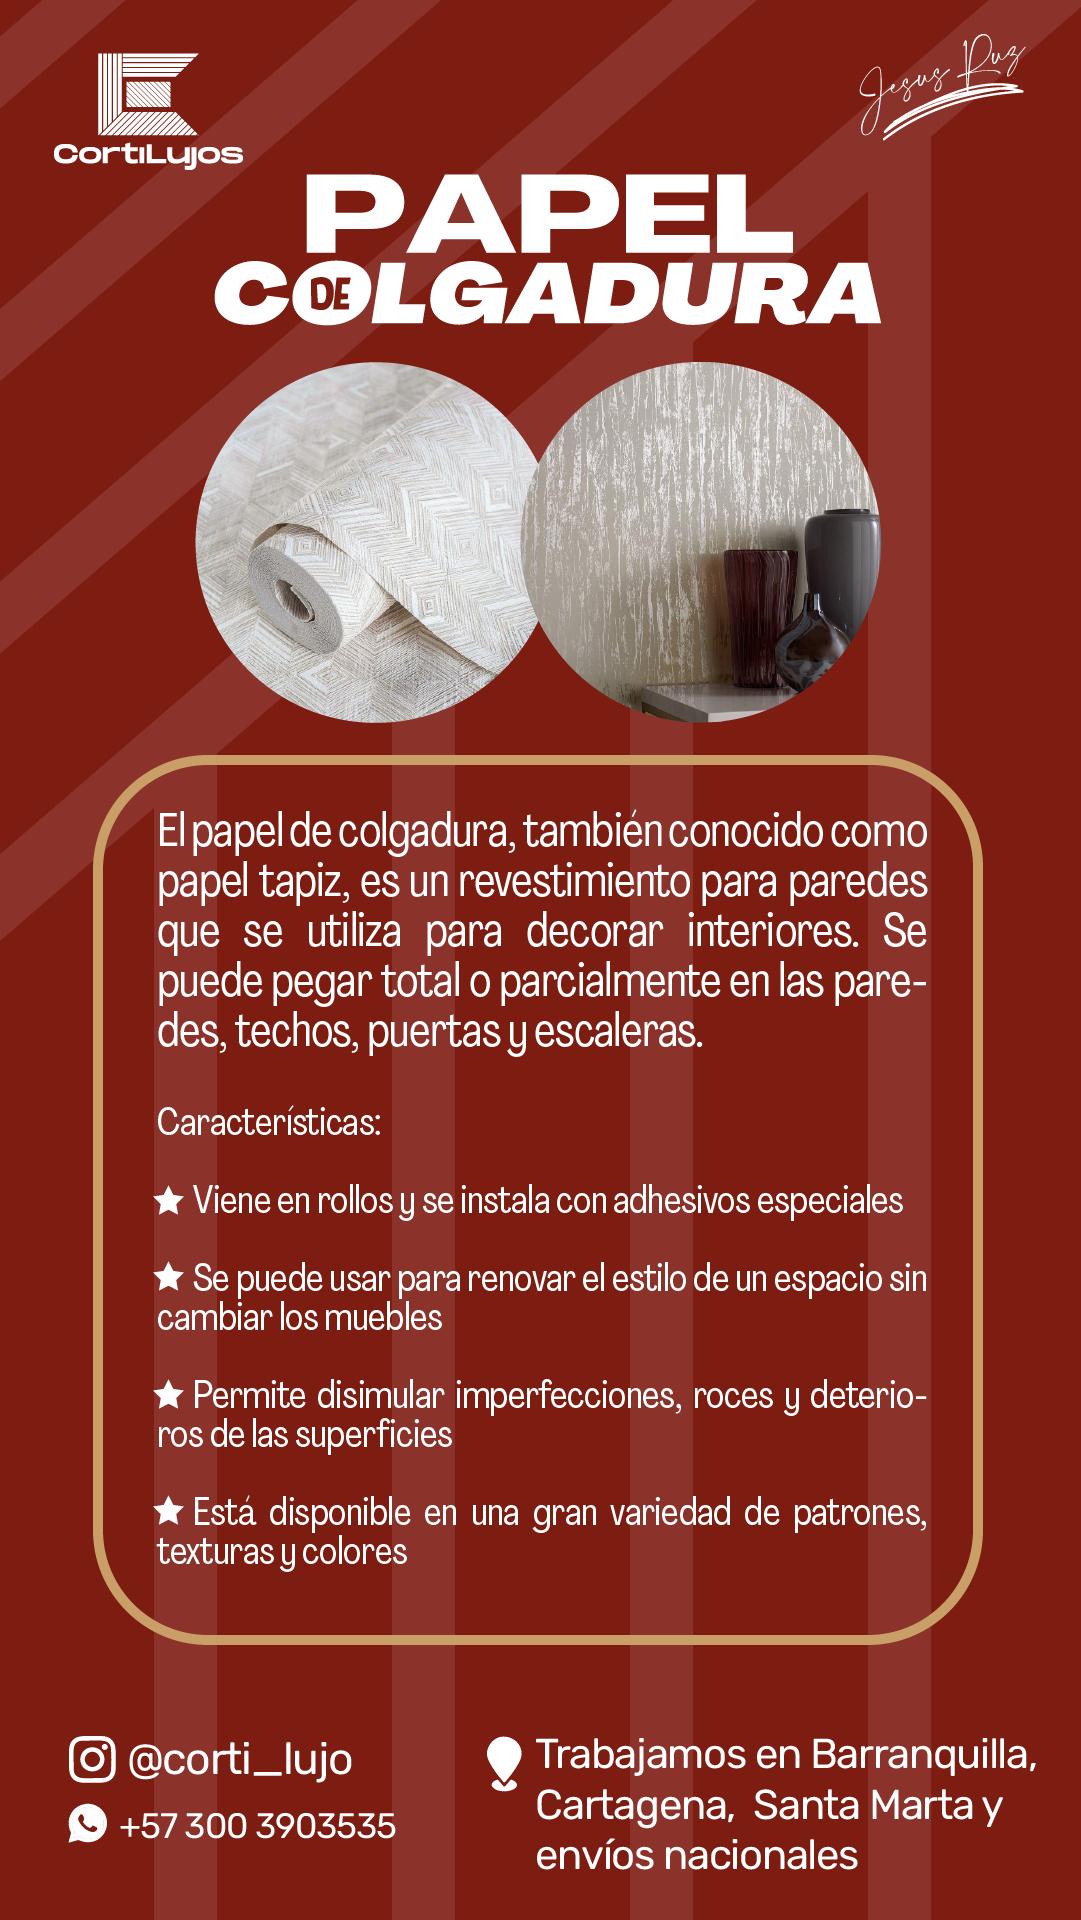 CortiLujos
Jesus Ruz
PAPEL
DE
COLGADURA
El papel de colgadura, también conocido como
papel tapiz, es un revestimiento para paredes
que se utiliza para decorar interiores. Se
puede pegar total o parcialmente en las pare-
des, techos, puertas y escaleras.
Características:
Viene en rollos y se instala con adhesivos especiales
Se puede usar para renovar el estilo de un espacio sin
cambiar los muebles
Permite disimular imperfecciones, roces y deterio-
ros de las superficies
Está disponible en una gran variedad de patrones,
texturas y colores
@corti_lujo
+57 300 3903535
Trabajamos en Barranquilla,
Cartagena, Santa Marta y
envíos nacionales